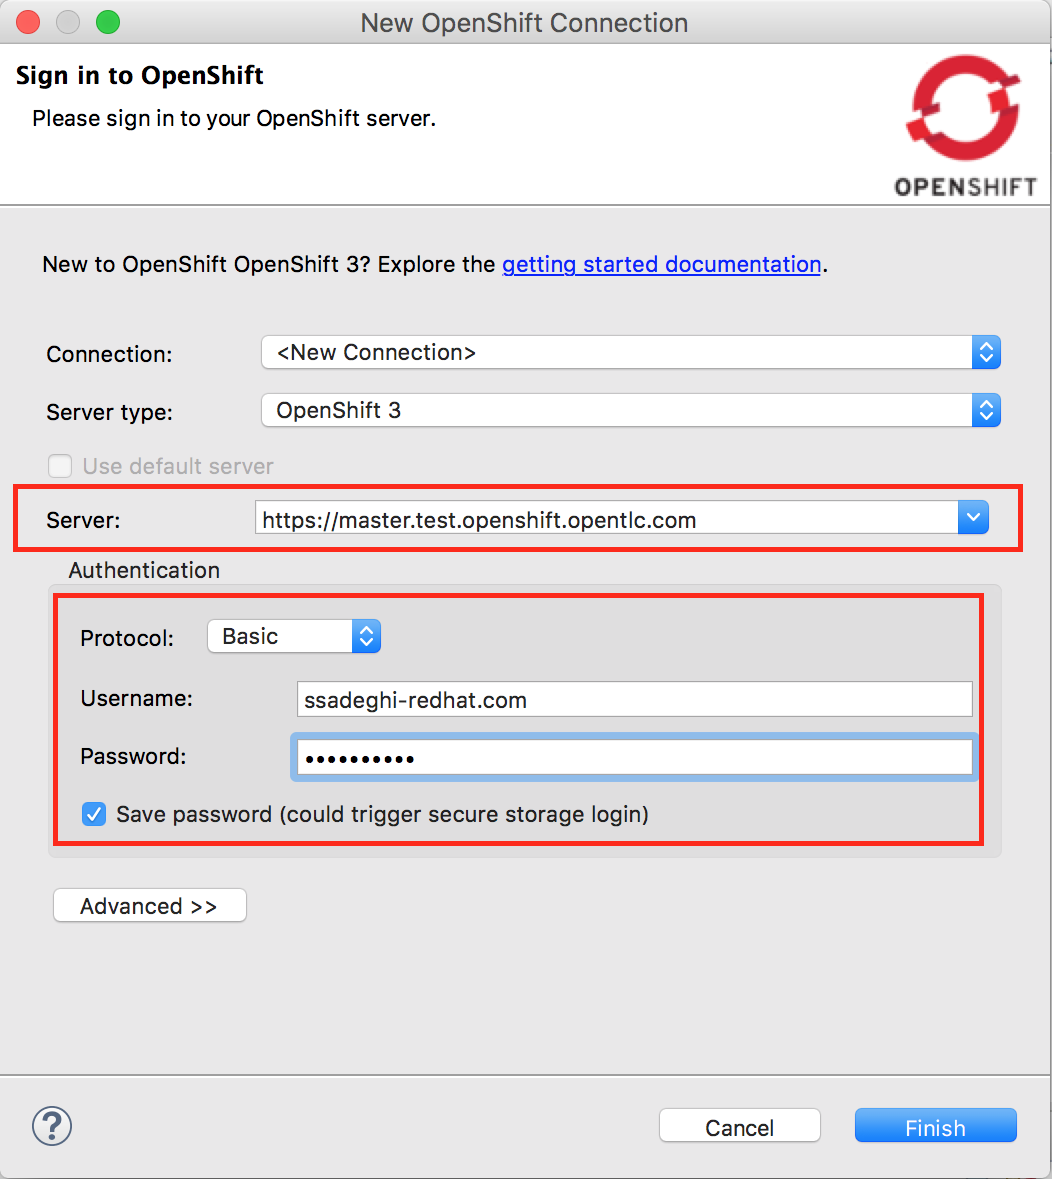 New OpenShift Connection
Sign in to OpenShift
Please sign in to your OpenShift server.
OPENSHIFT
New to OpenShift OpenShift 3? Explore the getting started documentation.
Connection: <New Connection>
Server type: OpenShift 3
Use default server
Server: https://master.test.openshift.opentlc.com
Authentication
Protocol: Basic
Username: ssadeghi-redhat.com
Password: ••••••••••
Save password (could trigger secure storage login)
Advanced >>
?
Cancel Finish